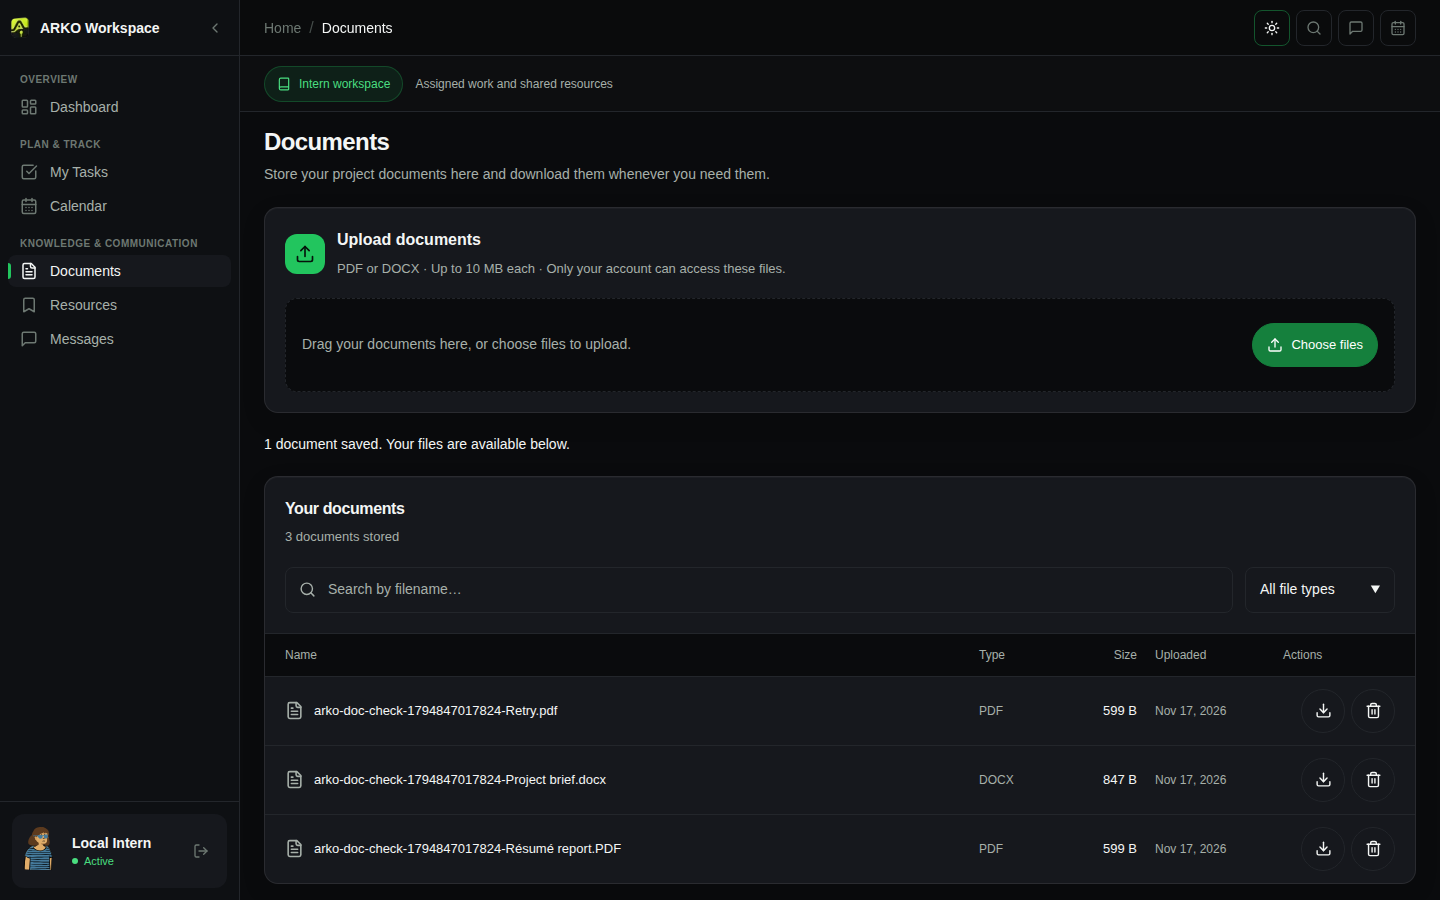 ARKO Workspace
Home / Documents
Intern workspace
Assigned work and shared resources
OVERVIEW
Dashboard
PLAN & TRACK
My Tasks
Calendar
KNOWLEDGE & COMMUNICATION
Documents
Resources
Messages
Local Intern
Active
Documents
Store your project documents here and download them whenever you need them.
Upload documents
PDF or DOCX · Up to 10 MB each · Only your account can access these files.
Drag your documents here, or choose files to upload.
Choose files
1 document saved. Your files are available below.
Your documents
3 documents stored
Search by filename…
All file types
Name Type Size Uploaded Actions
arko-doc-check-1794847017824-Retry.pdf PDF 599 B Nov 17, 2026
arko-doc-check-1794847017824-Project brief.docx DOCX 847 B Nov 17, 2026
arko-doc-check-1794847017824-Résumé report.PDF PDF 599 B Nov 17, 2026